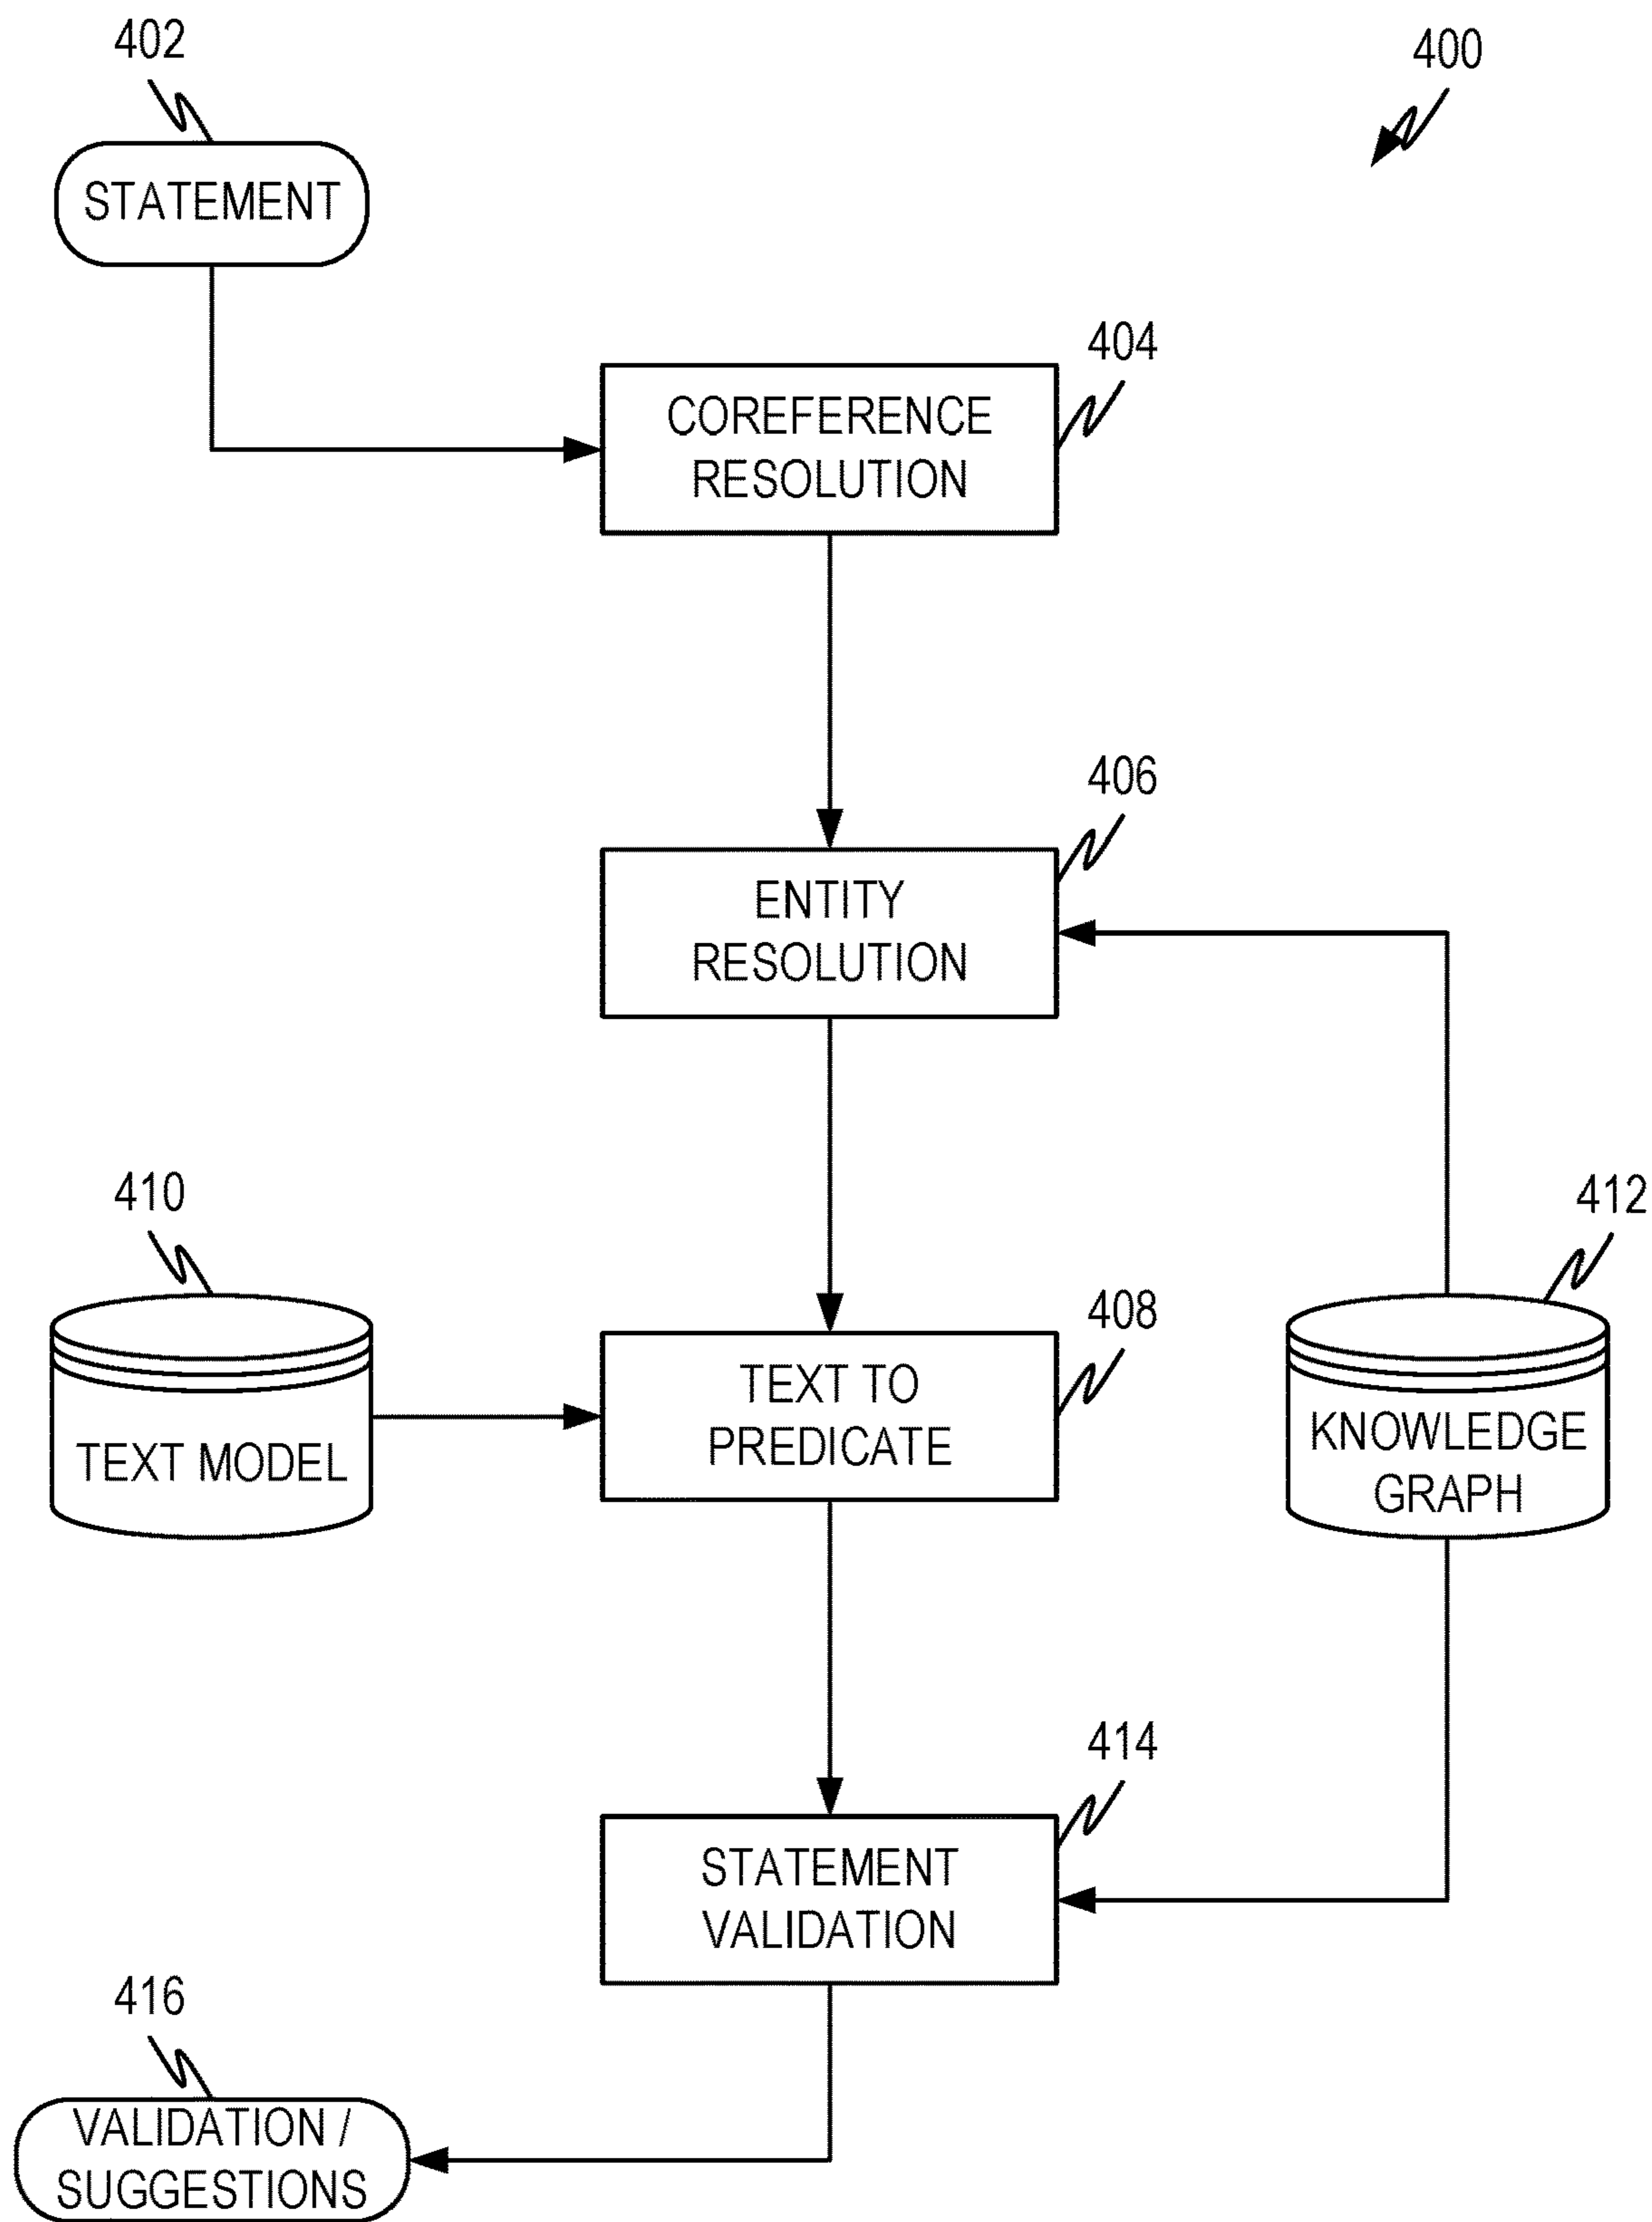 402
400
STATEMENT
404
COREFERENCE
RESOLUTION
406
ENTITY
RESOLUTION
410
412
408
TEXT MODEL
TEXT TO
PREDICATE
KNOWLEDGE
GRAPH
414
STATEMENT
VALIDATION
416
VALIDATION /
SUGGESTIONS